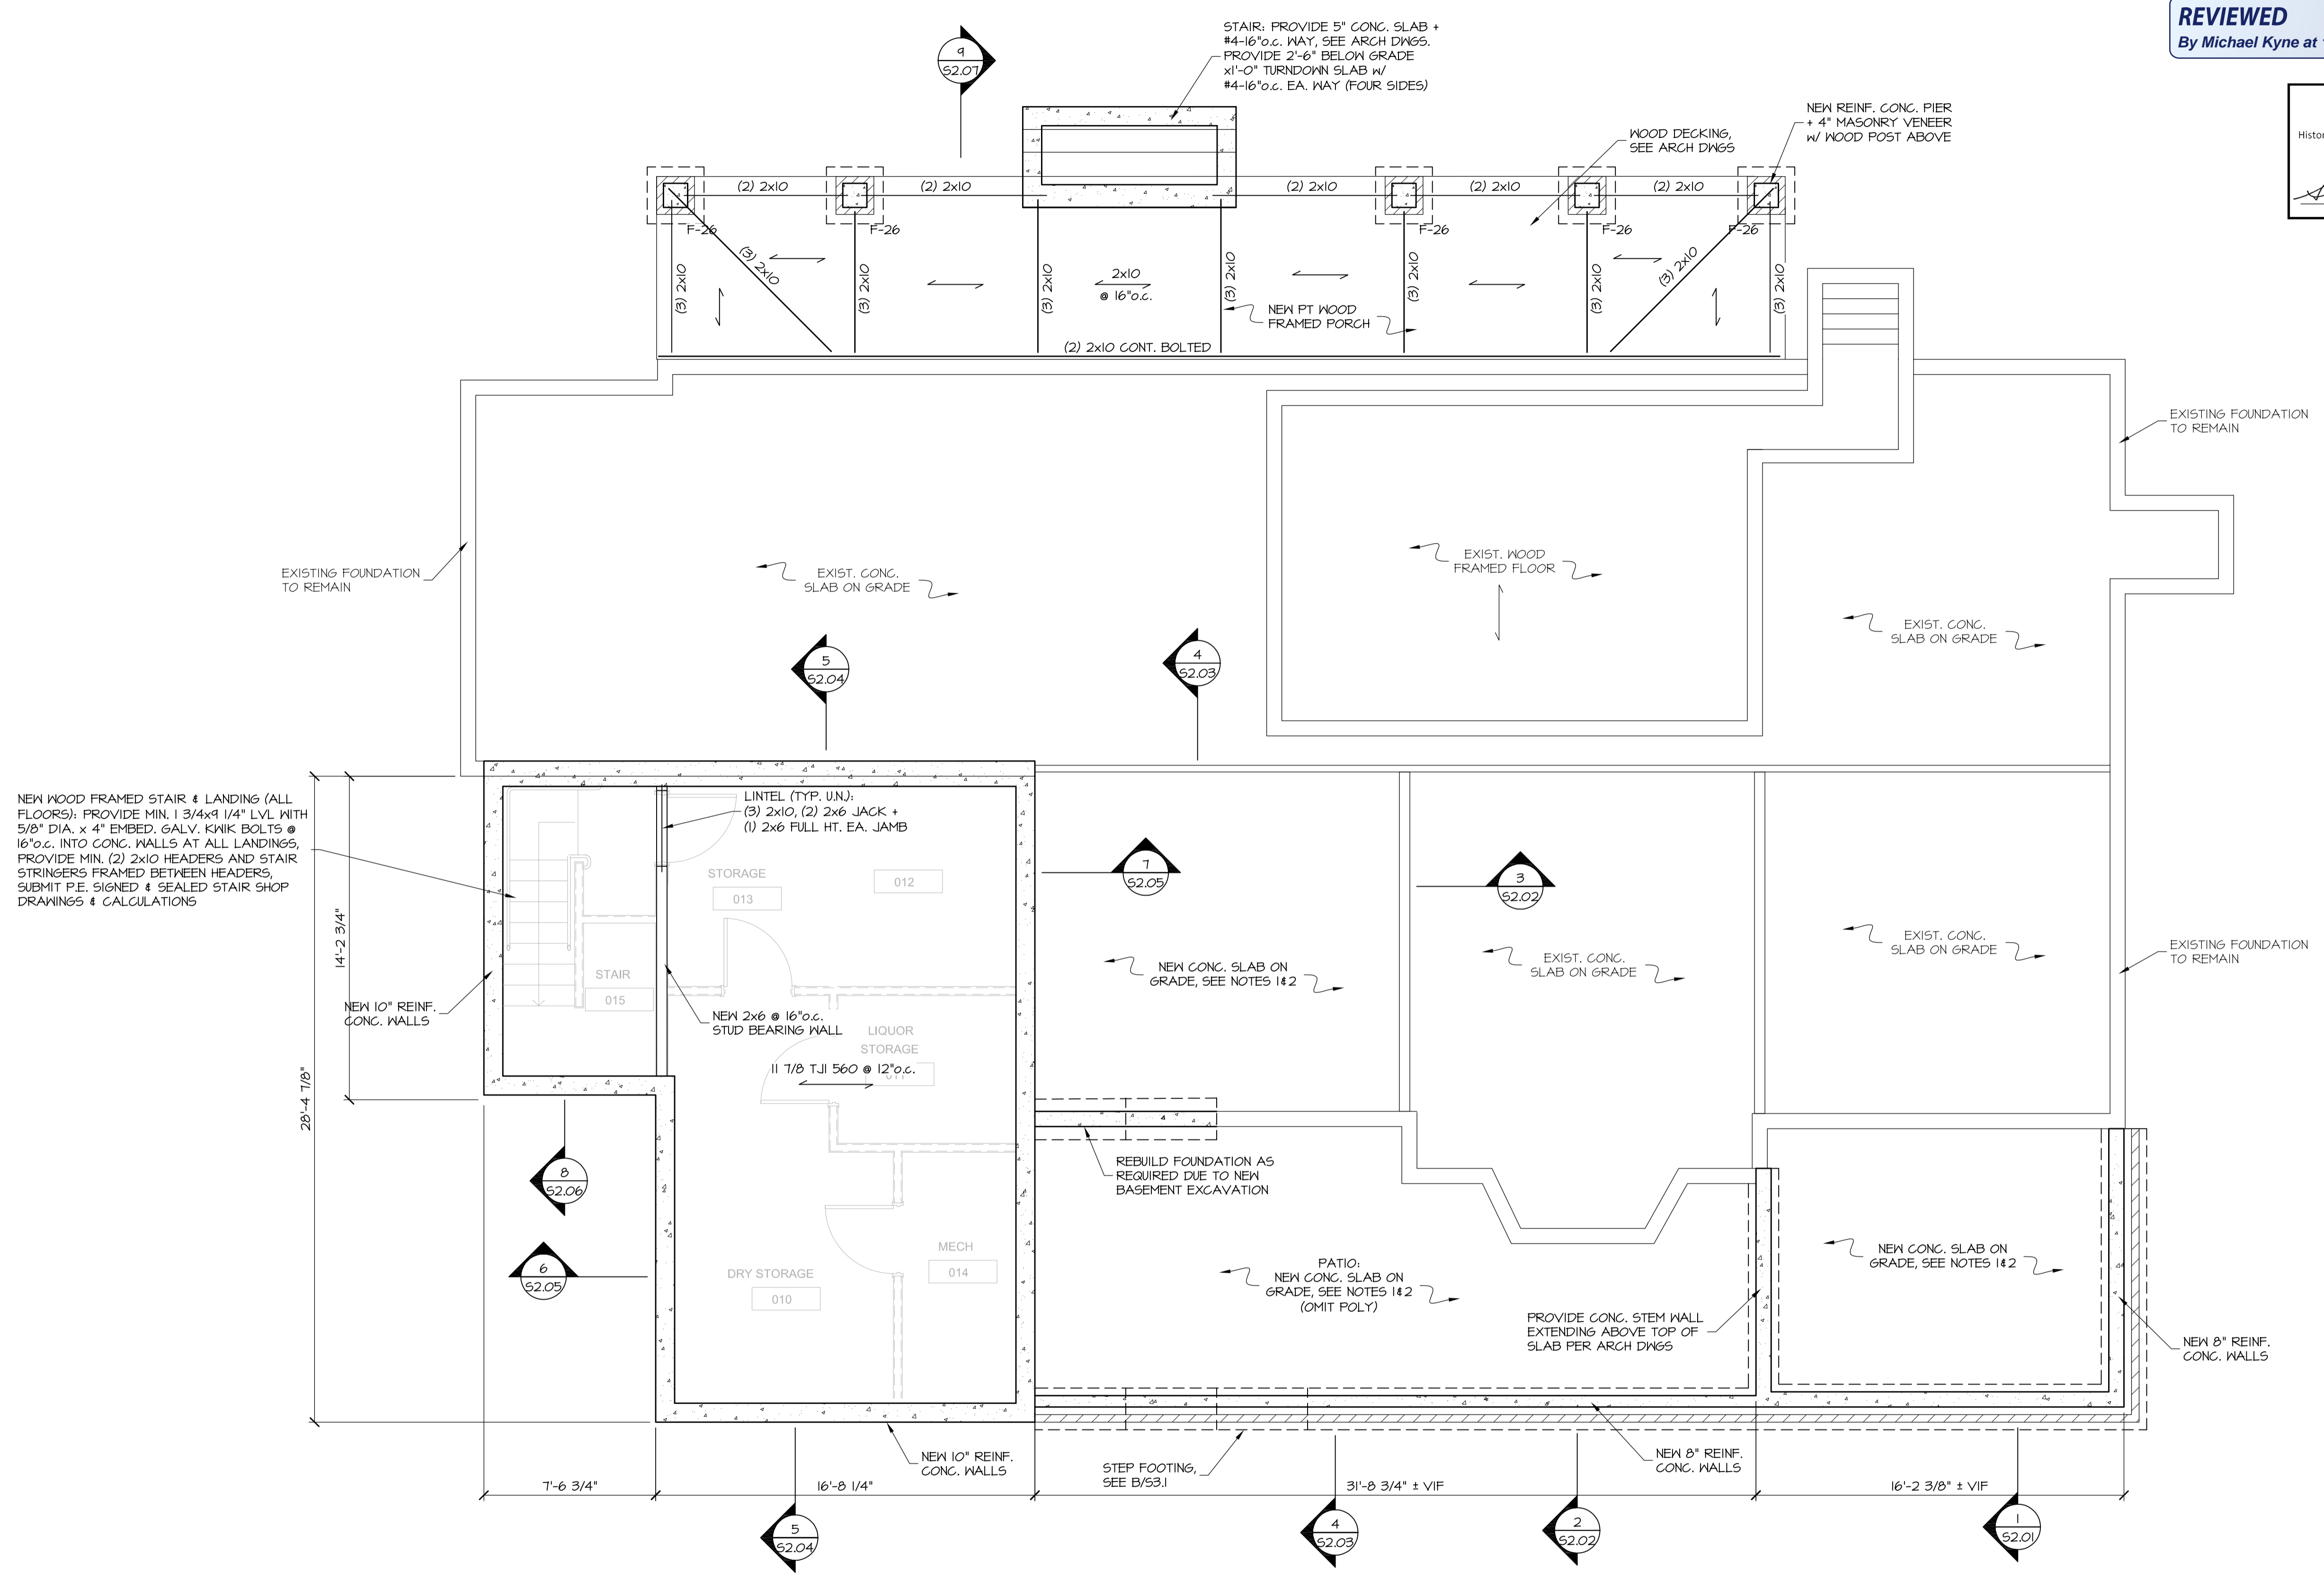 REVIEWED
By Michael Kyne at
STAIR: PROVIDE 5" CONC. SLAB +
#4-16"o.c. WAY, SEE ARCH DWGS.
PROVIDE 2'-6" BELOW GRADE
x1'-0" TURNDOWN SLAB w/
#4-16"o.c. EA. WAY (FOUR SIDES)
9
S2.07
NEW REINF. CONC. PIER
+ 4" MASONRY VENEER
w/ WOOD POST ABOVE
WOOD DECKING,
SEE ARCH DWGS
(2) 2x10
(2) 2x10
(2) 2x10
(2) 2x10
(2) 2x10
F-26
F-26
F-26
F-26
F-26
(3) 2x10
(3) 2x10
(3) 2x10
(3) 2x10
(3) 2x10
(3) 2x10
(3) 2x10
(3) 2x10
(3) 2x10
2x10
@ 16"o.c.
NEW PT WOOD
FRAMED PORCH
(2) 2x10 CONT. BOLTED
EXISTING FOUNDATION
TO REMAIN
EXISTING FOUNDATION
TO REMAIN
EXIST. CONC.
SLAB ON GRADE
EXIST. WOOD
FRAMED FLOOR
EXIST. CONC.
SLAB ON GRADE
5
S2.04
4
S2.03
NEW WOOD FRAMED STAIR & LANDING (ALL
FLOORS): PROVIDE MIN. 1 3/4x9 1/4" LVL WITH
5/8" DIA. x 4" EMBED. GALV. KWIK BOLTS @
16"o.c. INTO CONC. WALLS AT ALL LANDINGS,
PROVIDE MIN. (2) 2x10 HEADERS AND STAIR
STRINGERS FRAMED BETWEEN HEADERS,
SUBMIT P.E. SIGNED & SEALED STAIR SHOP
DRAWINGS & CALCULATIONS
LINTEL (TYP. U.N.):
(3) 2x10, (2) 2x6 JACK +
(1) 2x6 FULL HT. EA. JAMB
STORAGE
013
012
7
S2.05
3
S2.02
14'-2 3/4"
28'-4 7/8"
STAIR
015
NEW 10" REINF.
CONC. WALLS
NEW 2x6 @ 16"o.c.
STUD BEARING WALL
LIQUOR
STORAGE
11 7/8 TJI 560 @ 12"o.c.
NEW CONC. SLAB ON
GRADE, SEE NOTES 1&2
EXIST. CONC.
SLAB ON GRADE
EXIST. CONC.
SLAB ON GRADE
EXISTING FOUNDATION
TO REMAIN
8
S2.06
6
S2.05
REBUILD FOUNDATION AS
REQUIRED DUE TO NEW
BASEMENT EXCAVATION
MECH
014
DRY STORAGE
010
PATIO:
NEW CONC. SLAB ON
GRADE, SEE NOTES 1&2
(OMIT POLY)
NEW CONC. SLAB ON
GRADE, SEE NOTES 1&2
PROVIDE CONC. STEM WALL
EXTENDING ABOVE TOP OF
SLAB PER ARCH DWGS
NEW 8" REINF.
CONC. WALLS
NEW 10" REINF.
CONC. WALLS
STEP FOOTING,
SEE B/S3.1
NEW 8" REINF.
CONC. WALLS
7'-6 3/4"
16'-8 1/4"
31'-8 3/4" ± VIF
16'-2 3/8" ± VIF
5
S2.04
4
S2.03
2
S2.02
1
S2.01